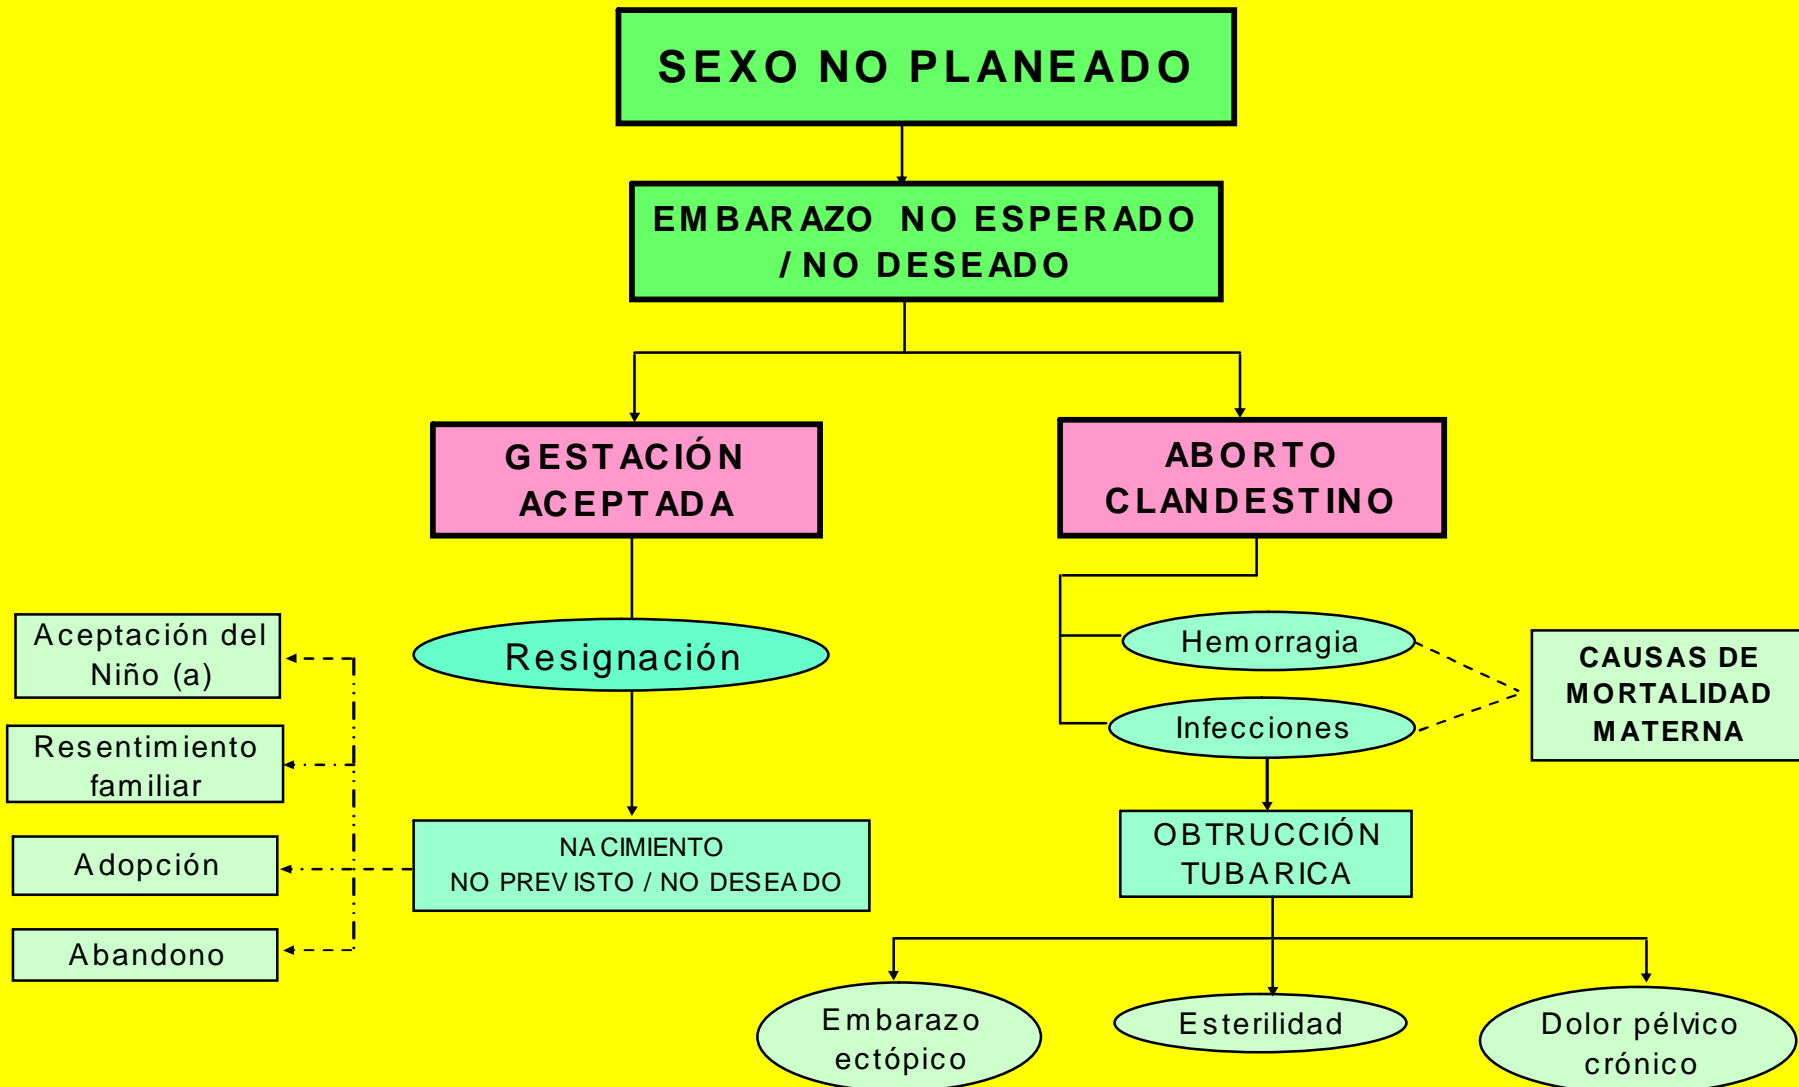 SEXO NO PLANEADO
EMBARAZO NO ESPERADO
/ NO DESEADO
GESTACIÓN
ACEPTADA
ABORTO
CLANDESTINO
Resignación
Hemorragia
Infecciones
CAUSAS DE
MORTALIDAD
MATERNA
Aceptación del
Niño (a)
Resentimiento
familiar
Adopción
Abandono
NACIMIENTO
NO PREVISTO / NO DESEADO
OBTRUCCIÓN
TUBARICA
Embarazo
ectópico
Esterilidad
Dolor pélvico
crónico